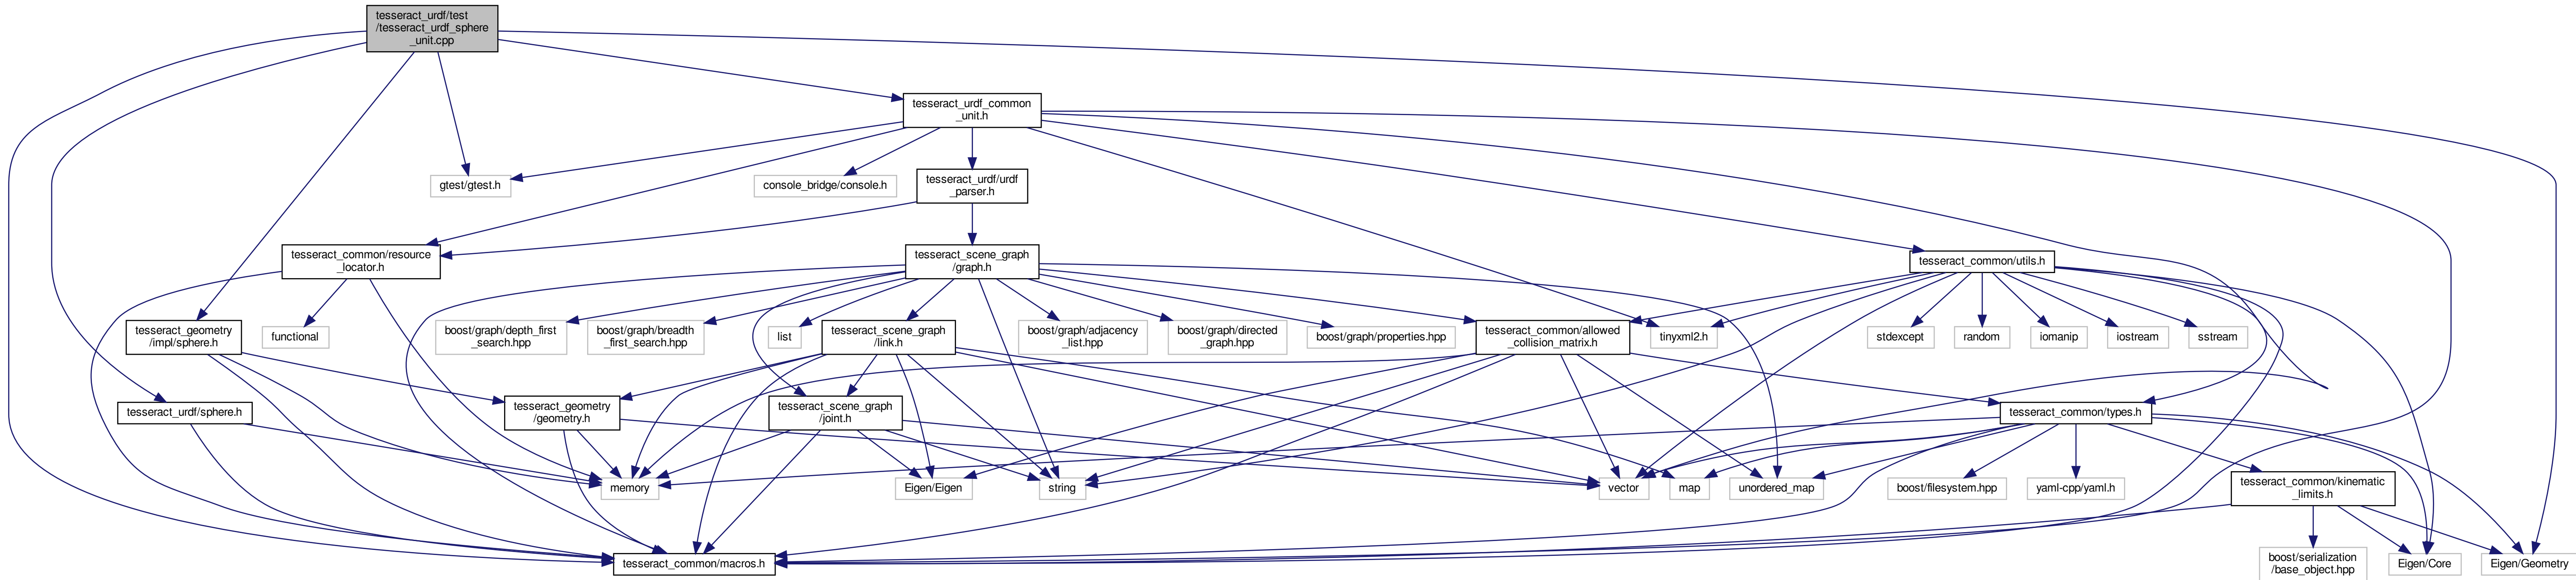 tesseract_urdf/test
/tesseract_urdf_sphere
_unit.cpp
tesseract_urdf_common
_unit.h
gtest/gtest.h
console_bridge/console.h
tesseract_urdf/urdf
_parser.h
tesseract_common/resource
_locator.h
tesseract_scene_graph
/graph.h
tesseract_common/utils.h
tesseract_geometry
/impl/sphere.h
functional
boost/graph/depth_first
_search.hpp
boost/graph/breadth
_first_search.hpp
list
tesseract_scene_graph
/link.h
boost/graph/adjacency
_list.hpp
boost/graph/directed
_graph.hpp
boost/graph/properties.hpp
tesseract_common/allowed
_collision_matrix.h
tinyxml2.h
stdexcept
random
iomanip
iostream
sstream
tesseract_urdf/sphere.h
tesseract_geometry
/geometry.h
tesseract_scene_graph
/joint.h
tesseract_common/types.h
memory
Eigen/Eigen
string
vector
map
unordered_map
boost/filesystem.hpp
yaml-cpp/yaml.h
tesseract_common/kinematic
_limits.h
tesseract_common/macros.h
boost/serialization
/base_object.hpp
Eigen/Core
Eigen/Geometry